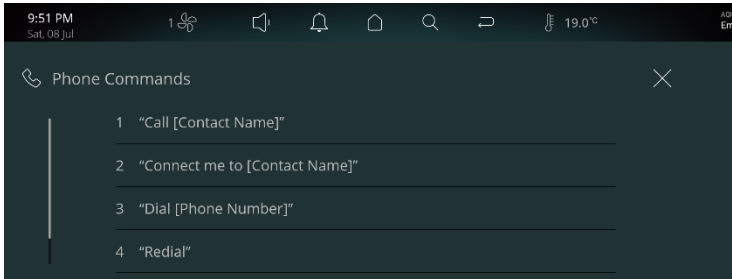 9:51 PM
Sat, 08 Jul
1
19.0°C
Phone Commands
1 “Call [Contact Name]”
2 “Connect me to [Contact Name]”
3 “Dial [Phone Number]”
4 “Redial”